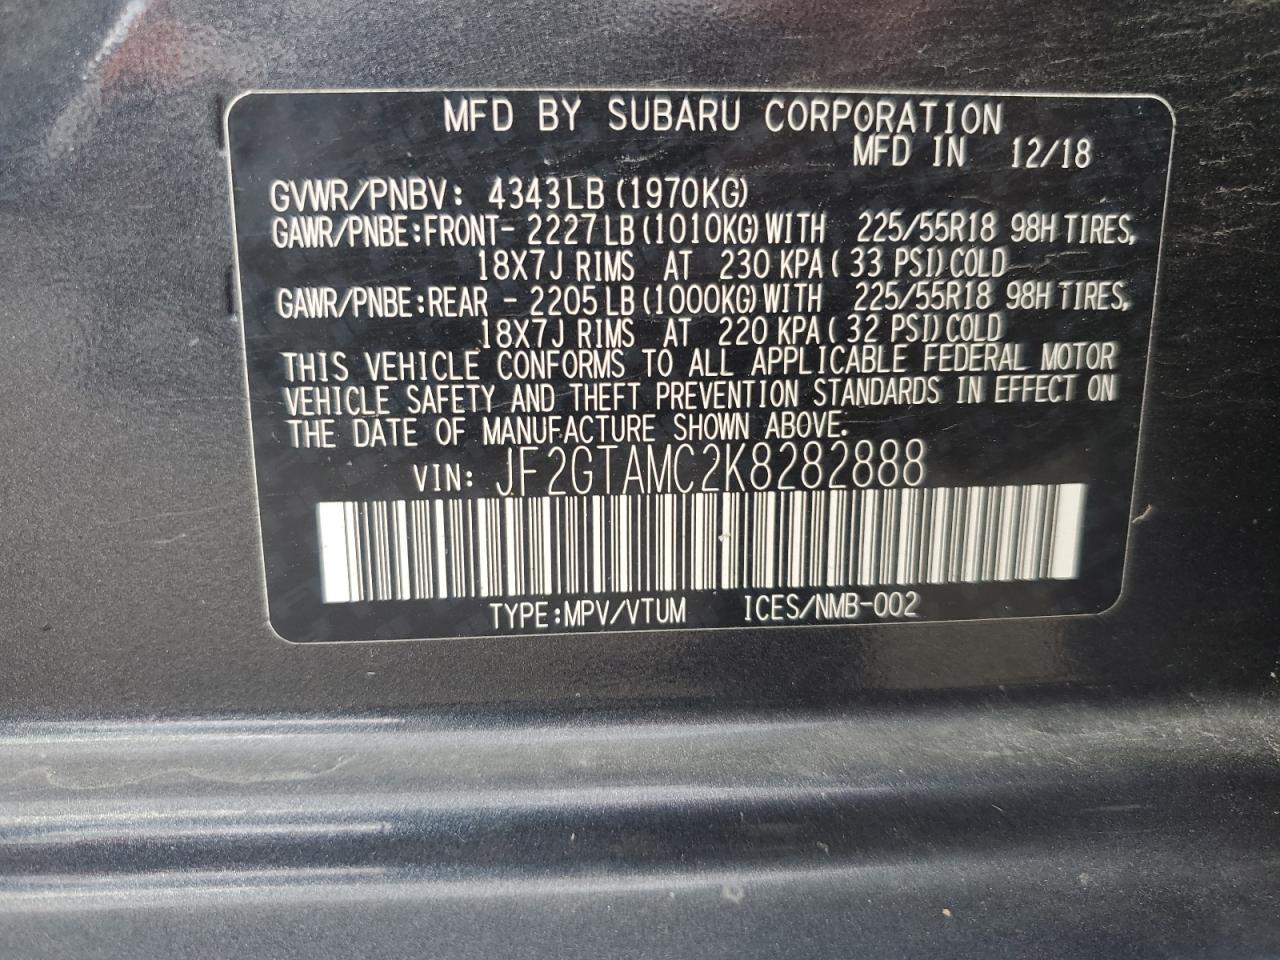 MFD BY SUBARU CORPORATION
MFD IN 12/18
GVWR/PNBV: 4343LB (1970KG)
GAWR/PNBE:FRONT- 2227LB(1010KG)WITH 225/55R18 98H TIRES,
18X7J RIMS AT 230 KPA( 33 PSI)COLD
GAWR/PNBE:REAR - 2205LB(1000KG)WITH 225/55R18 98H TIRES,
18X7J RIMS AT 220 KPA( 32 PSI)COLD
THIS VEHICLE CONFORMS TO ALL APPLICABLE FEDERAL MOTOR
VEHICLE SAFETY AND THEFT PREVENTION STANDARDS IN EFFECT ON
THE DATE OF MANUFACTURE SHOWN ABOVE.
VIN: JF2GTAMC2K8282888
TYPE:MPV/VTUM ICES/NMB-002